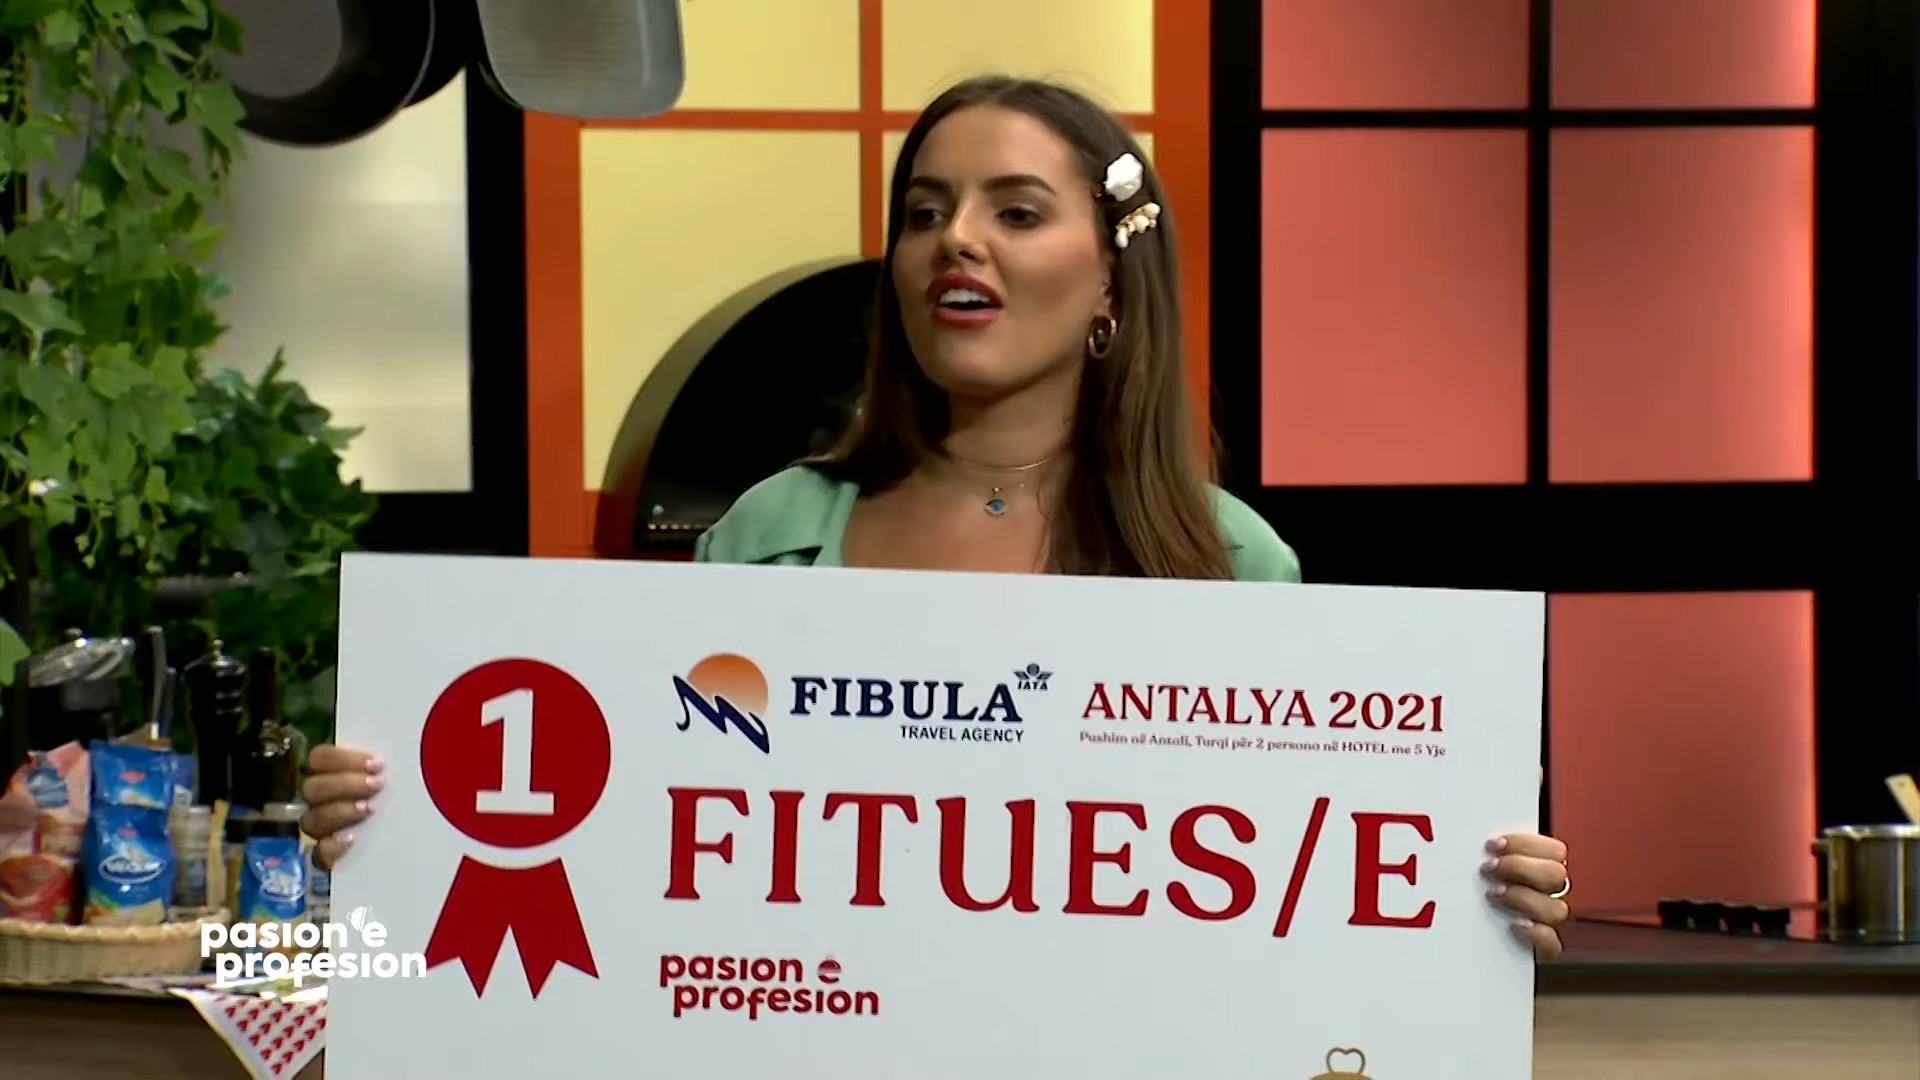 1
FIBULA
IATA
TRAVEL AGENCY
ANTALYA 2021
Pushim në Antali, Turqi për 2 persona në HOTEL me 5 Yje
FITUES/E
pasion e
profesion
pasion e
profesion